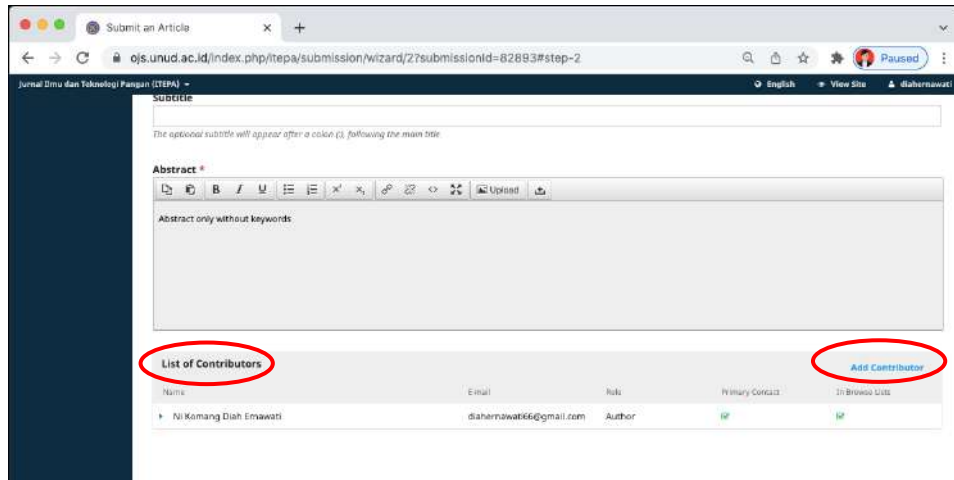 Submit an Article
ojs.unud.ac.id/index.php/itepa/submission/wizard/2?submissionId=82893#step-2
Paused
Jurnal Ilmu dan Teknologi Pangan (ITEPA)
English
View Site
diahernawati
Subtitle
The optional subtitle will appear after a colon (:), following the main title
Abstract *
B I U Upload
Abstract only without keywords
List of Contributors
Add Contributor
Name E-mail Role Primary Contact In Browse Lists
Ni Komang Diah Ernawati diahernawati66@gmail.com Author